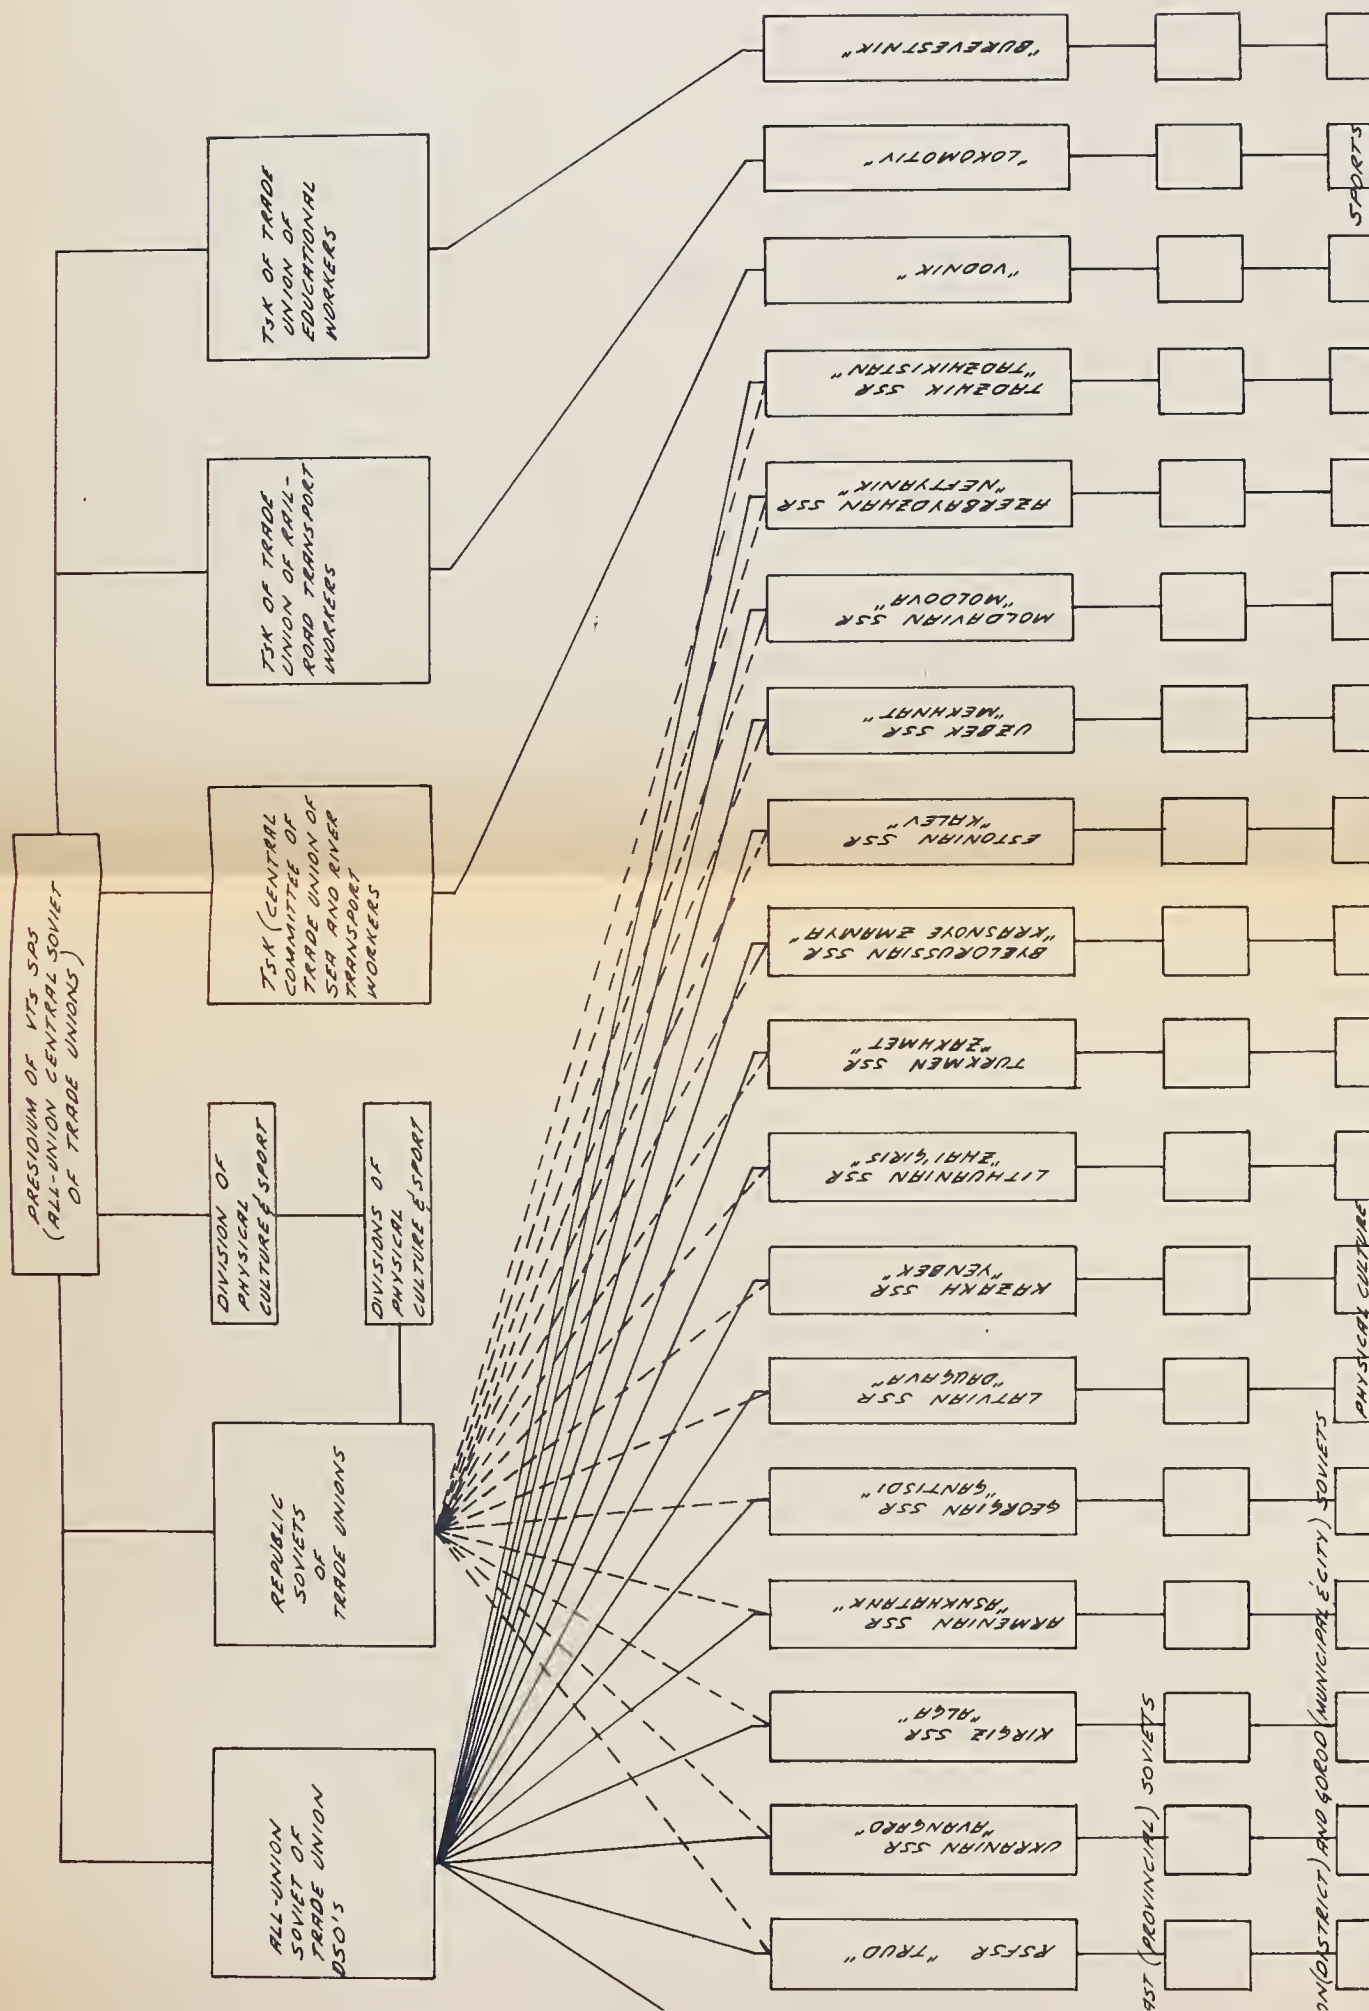 PRESIDIUM OF VTs SPS
(ALL-UNION CENTRAL SOVIET
OF TRADE UNIONS)
ALL-UNION
SOVIET OF
TRADE UNION
DSO'S
REPUBLIC
SOVIETS
OF
TRADE UNIONS
DIVISION OF
PHYSICAL
CULTURE & SPORT
DIVISIONS OF
PHYSICAL
CULTURE & SPORT
TSK (CENTRAL
COMMITTEE OF
TRADE UNION OF
SEA AND RIVER
TRANSPORT
WORKERS
TSK OF TRADE
UNION OF RAIL-
ROAD TRANSPORT
WORKERS
TSK OF TRADE
UNION OF
EDUCATIONAL
WORKERS
RSFSR "TRUD"
UKRANIAN SSR
"AVANGARD"
KIRGIZ SSR
"ALGA"
ARMENIAN SSR
"ASHKHATANK"
GEORGIAN SSR
"GANTISDI"
LATVIAN SSR
"DAUGAVA"
KAZAKH SSR
"YENBEK"
LITHUANIAN SSR
"ZHAL'GIRIS"
TURKMEN SSR
"ZAKHMET"
BYELORUSSIAN SSR
"KRASNOYE ZMAMYA"
ESTONIAN SSR
"KALEV"
UZBEK SSR
"MEKHNAT"
MOLDAVIAN SSR
"MOLDOVA"
AZERBAYDZHAN SSR
"NEFTYANIK"
TADZHIK SSR
"TADZHIKISTAN"
"VODNIK"
"LOKOMOTIV"
"BUREVESTNIK"
AST (PROVINCIAL) SOVIETS
(DISTRICT) AND GOROD (MUNICIPAL & CITY) SOVIETS
PHYSICAL CULTURE
SPORTS